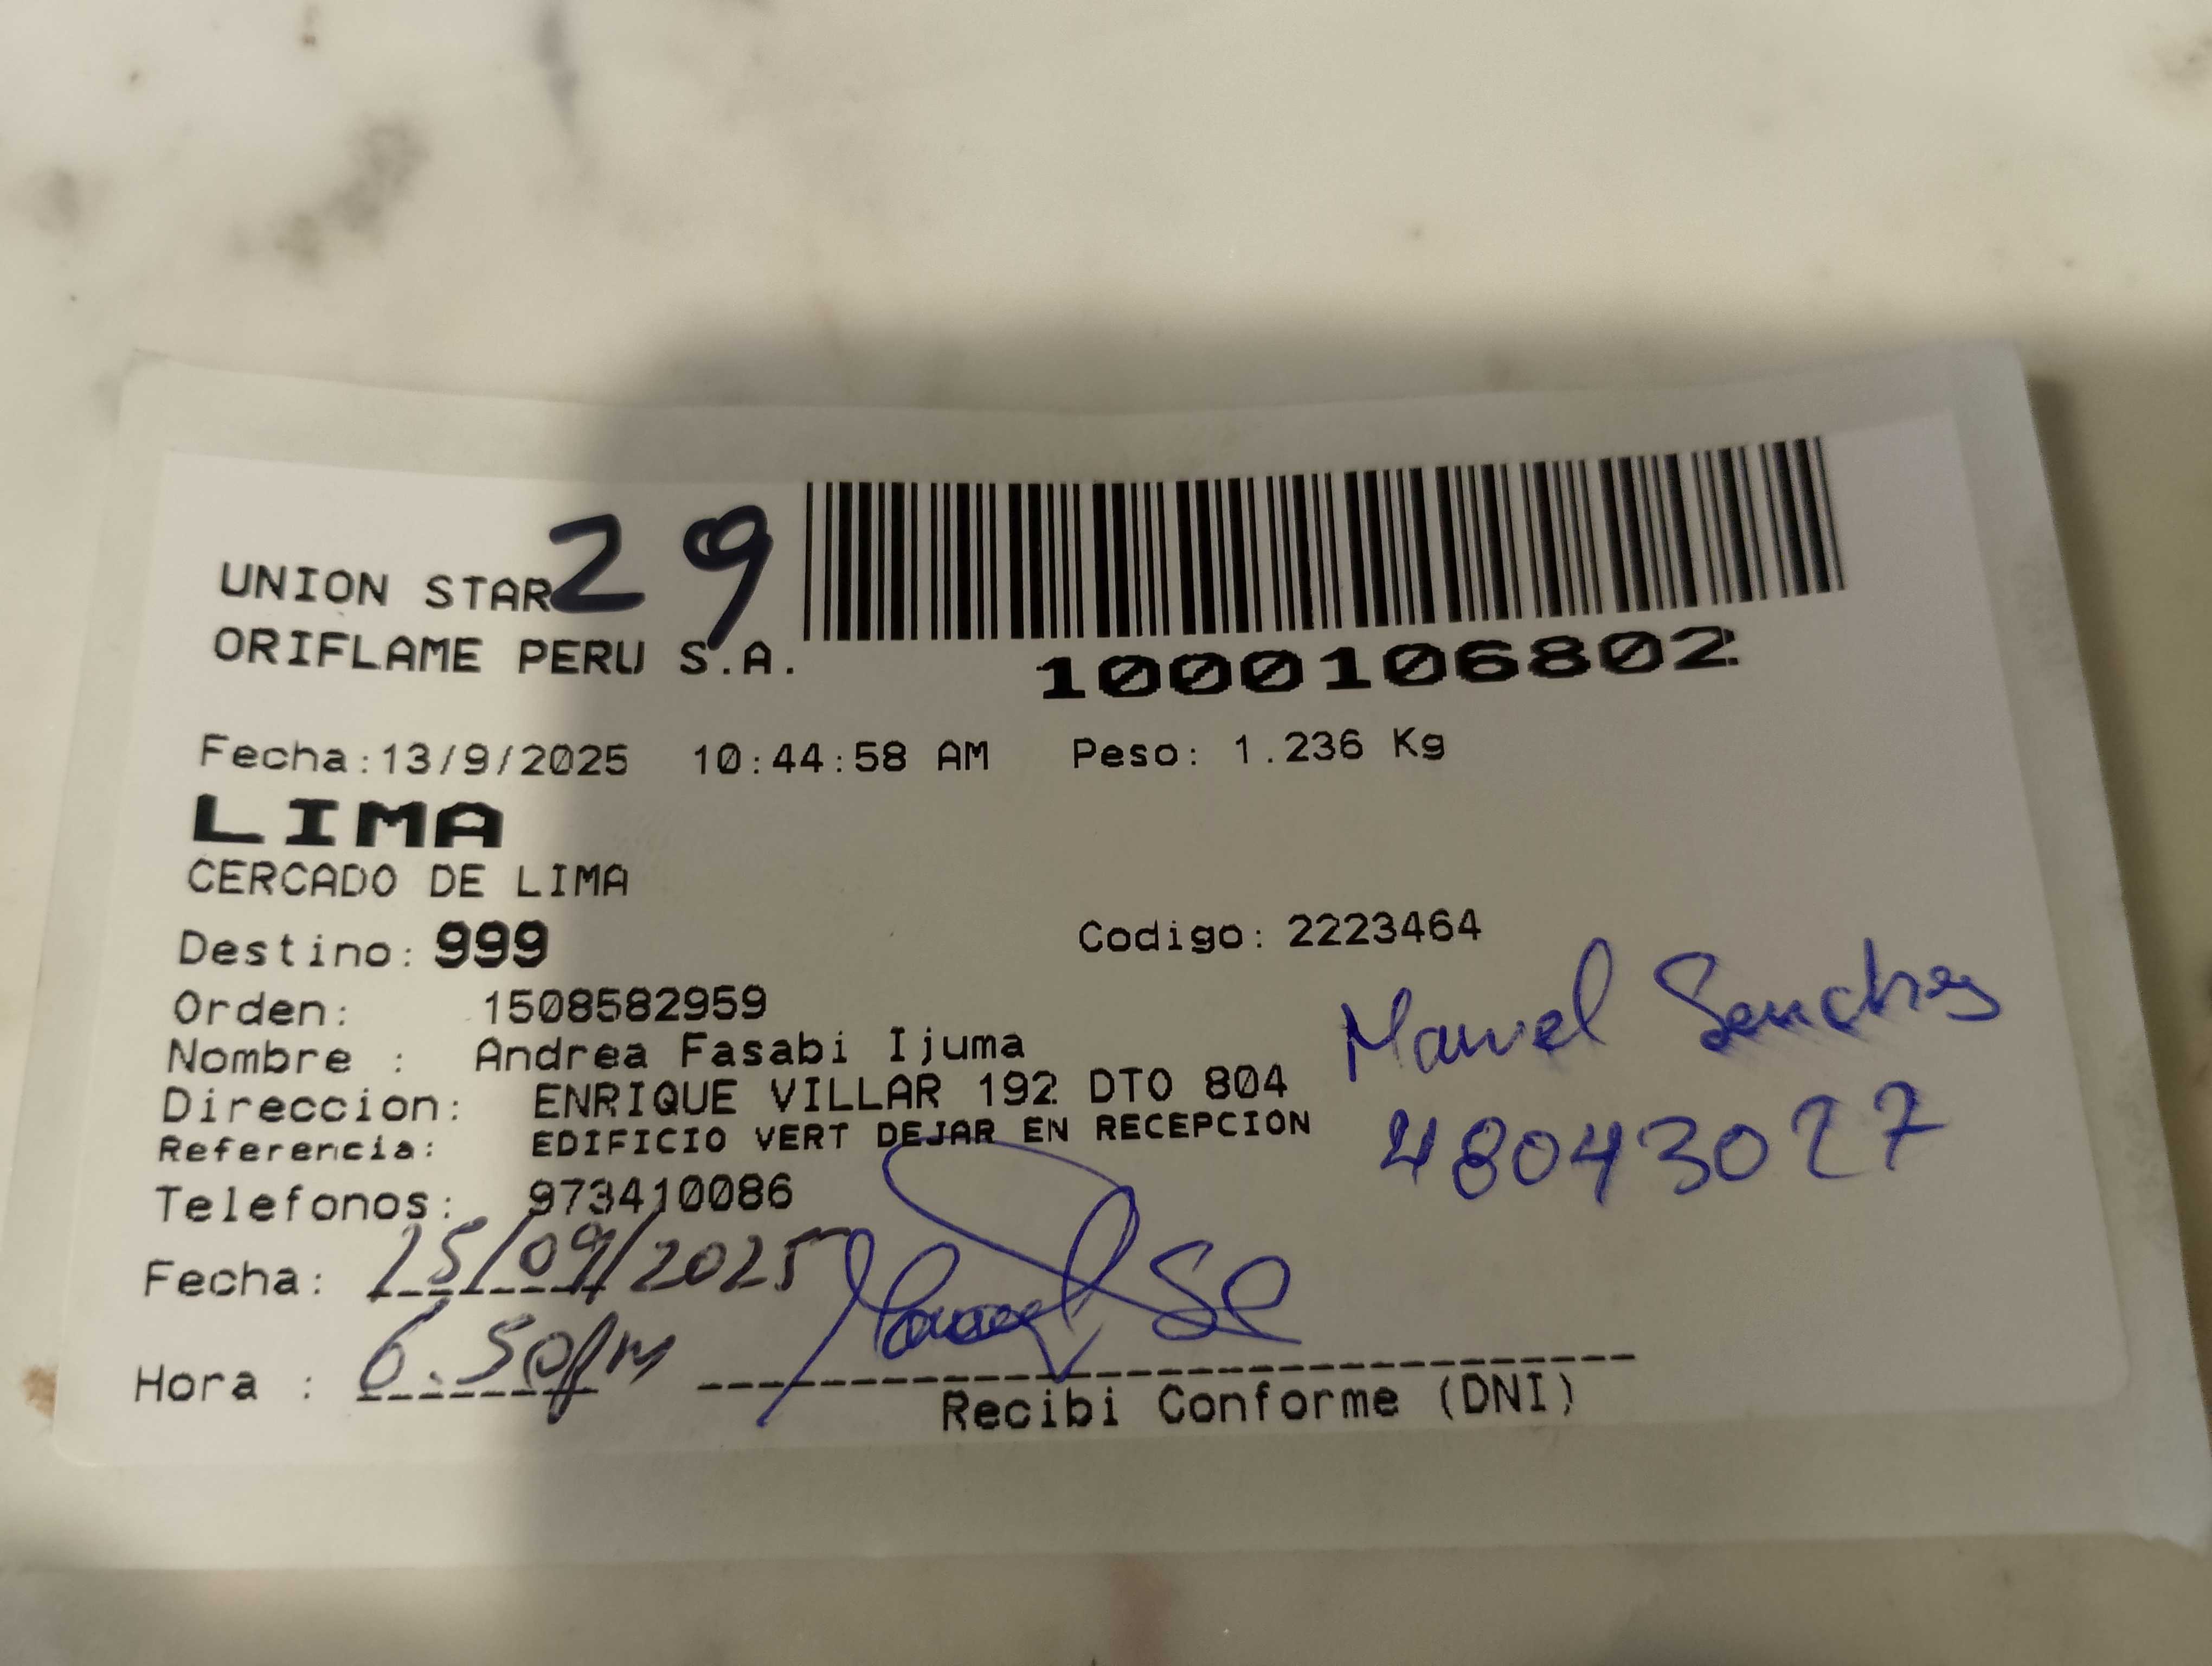 29
UNION STAR
ORIFLAME PERU S.A.
1000106802
Fecha:13/9/2025 10:44:58 AM Peso: 1.236 Kg
LIMA
CERCADO DE LIMA
Destino: 999 Codigo: 2223464
Orden: 1508582959
Nombre : Andrea Fasabi Ijuma
Manuel Sanchez
Direccion: ENRIQUE VILLAR 192 DTO 804
Referencia: EDIFICIO VERT DEJAR EN RECEPCION
48043027
Telefonos: 973410086
Fecha: /09/2025
Hora : 6.50pm
Recibi Conforme (DNI)